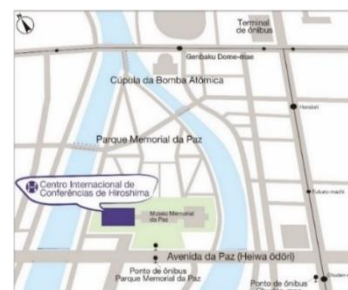 Terminal
de ônibus
Genbaku Dome-mae
Cúpula da Bomba Atômica
Hondori
Parque Memorial da Paz
Centro Internacional de
Conferências de Hiroshima
Museu Memorial
da Paz
Avenida da Paz (Heiwa ōdōri)
Ponto de ônibus
Parque Memorial da Paz
Ponto de ônibus